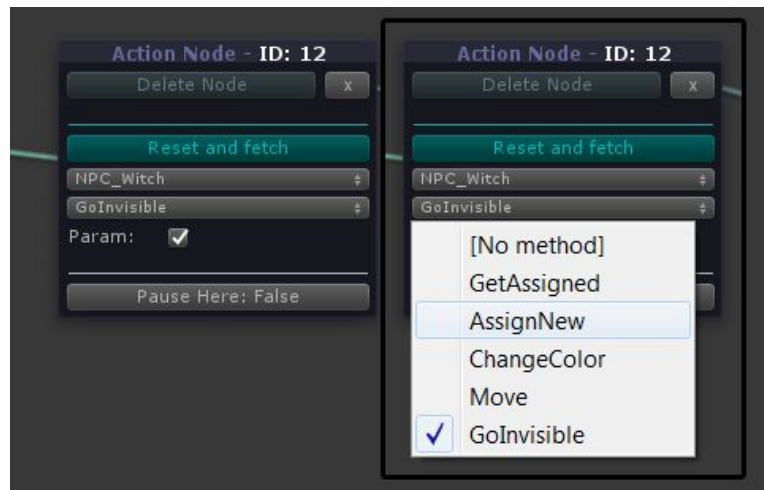 Action Node - ID: 12
Delete Node x
Reset and fetch
NPC_Witch
GoInvisible
Param:
Pause Here: False
Action Node - ID: 12
Delete Node x
Reset and fetch
NPC_Witch
GoInvisible
[No method]
GetAssigned
AssignNew
ChangeColor
Move
GoInvisible